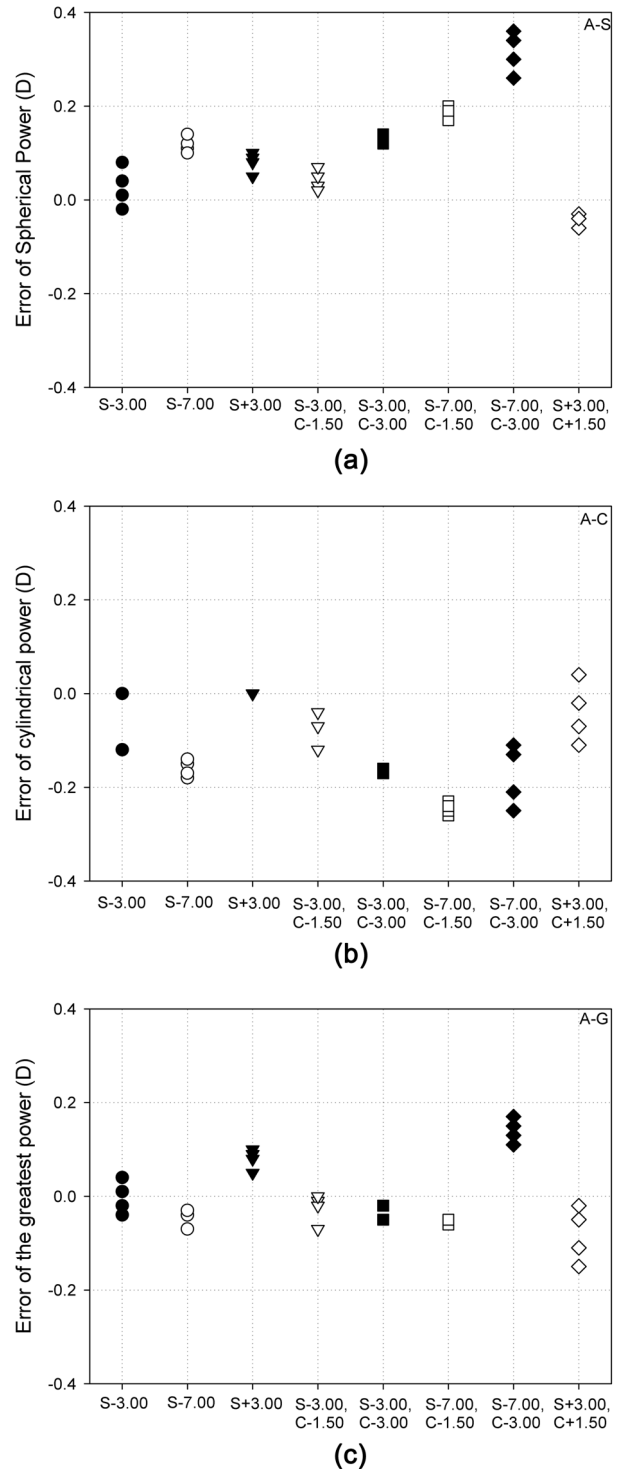 A-S
Error of Spherical Power (D)
0.4
0.2
0.0
-0.2
-0.4
S-3.00 S-7.00 S+3.00 S-3.00, S-3.00, S-7.00, S-7.00, S+3.00,
C-1.50 C-3.00 C-1.50 C-3.00 C+1.50
(a)
A-C
Error of cylindrical power (D)
0.4
0.2
0.0
-0.2
-0.4
S-3.00 S-7.00 S+3.00 S-3.00, S-3.00, S-7.00, S-7.00, S+3.00,
C-1.50 C-3.00 C-1.50 C-3.00 C+1.50
(b)
A-G
Error of the greatest power (D)
0.4
0.2
0.0
-0.2
-0.4
S-3.00 S-7.00 S+3.00 S-3.00, S-3.00, S-7.00, S-7.00, S+3.00,
C-1.50 C-3.00 C-1.50 C-3.00 C+1.50
(c)